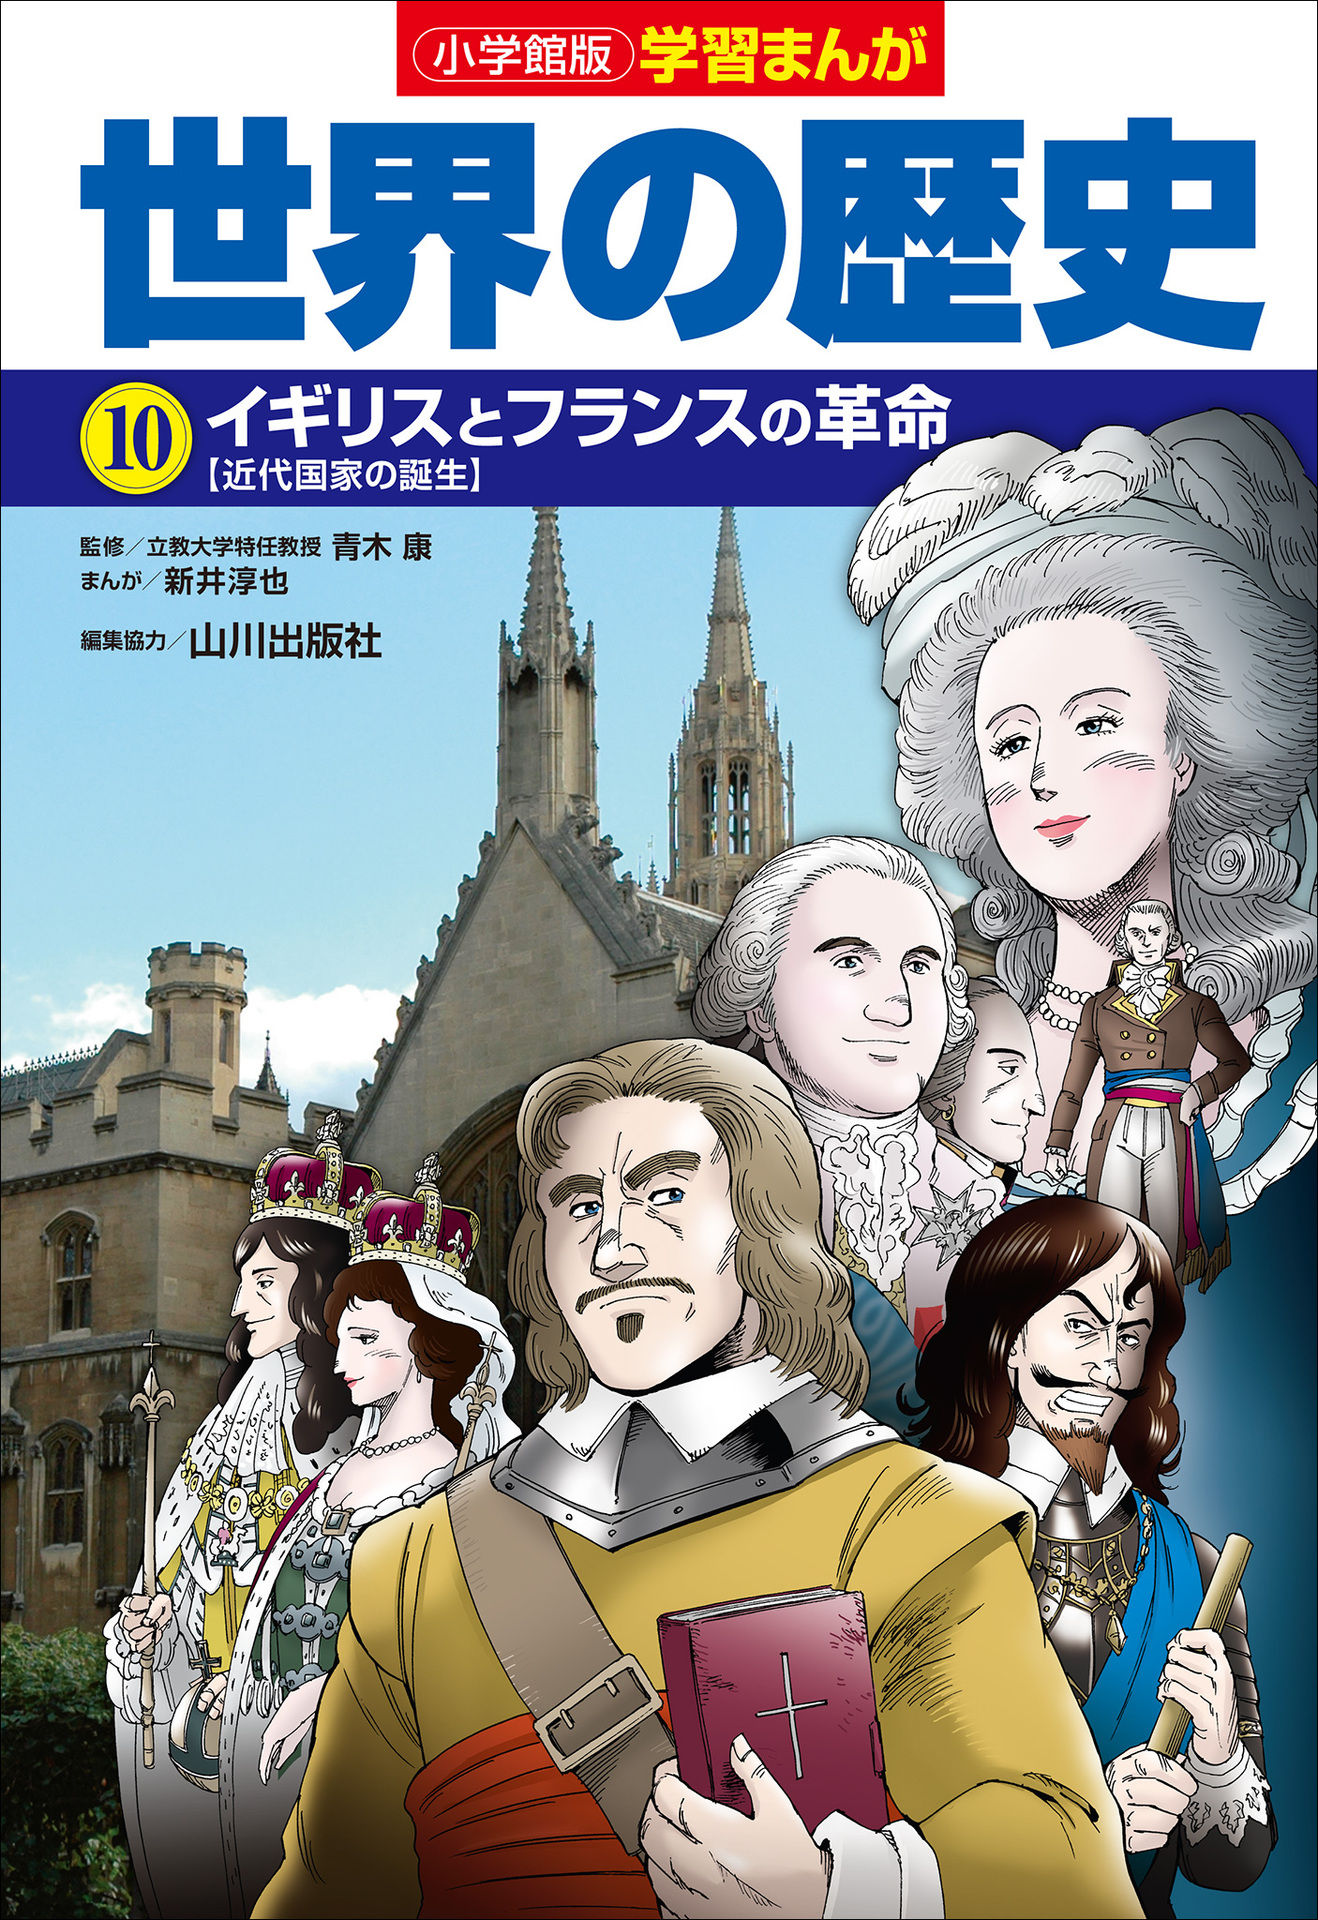 小学館版 学習まんが
世界の歴史
10 イギリスとフランスの革命
【近代国家の誕生】
監修／立教大学特任教授 青木 康
まんが／新井淳也
編集協力／山川出版社